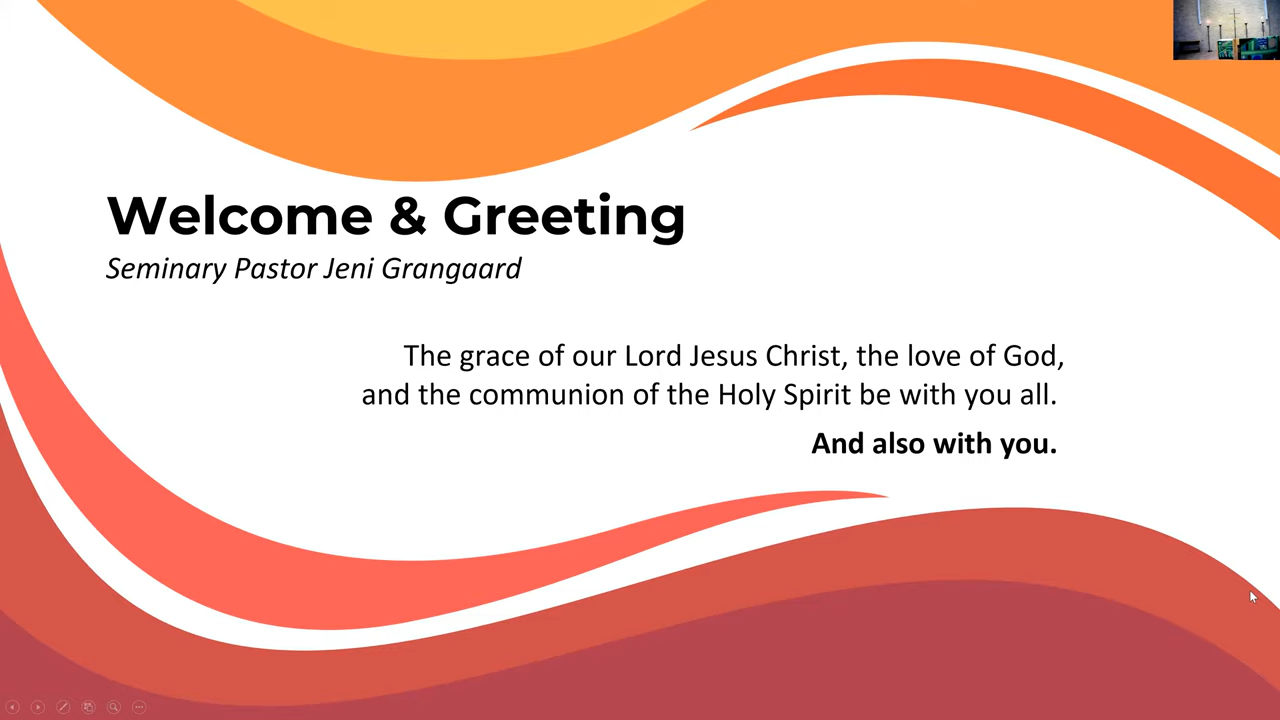 Welcome & Greeting
Seminary Pastor Jeni Grangaard
The grace of our Lord Jesus Christ, the love of God,
and the communion of the Holy Spirit be with you all.
And also with you.